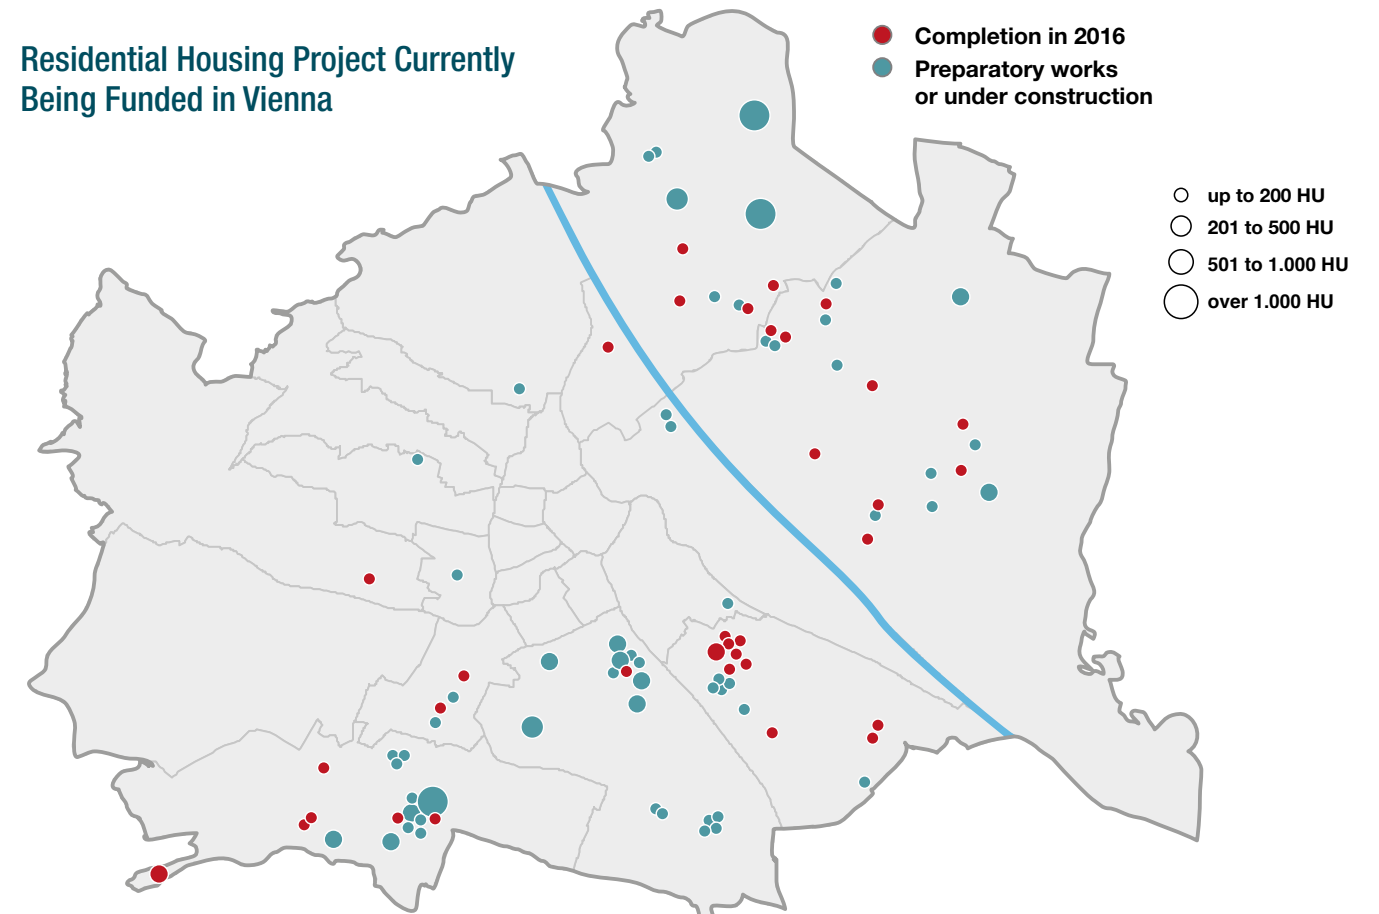 Residential Housing Project Currently
Being Funded in Vienna
Completion in 2016
Preparatory works
or under construction
up to 200 HU
201 to 500 HU
501 to 1.000 HU
over 1.000 HU